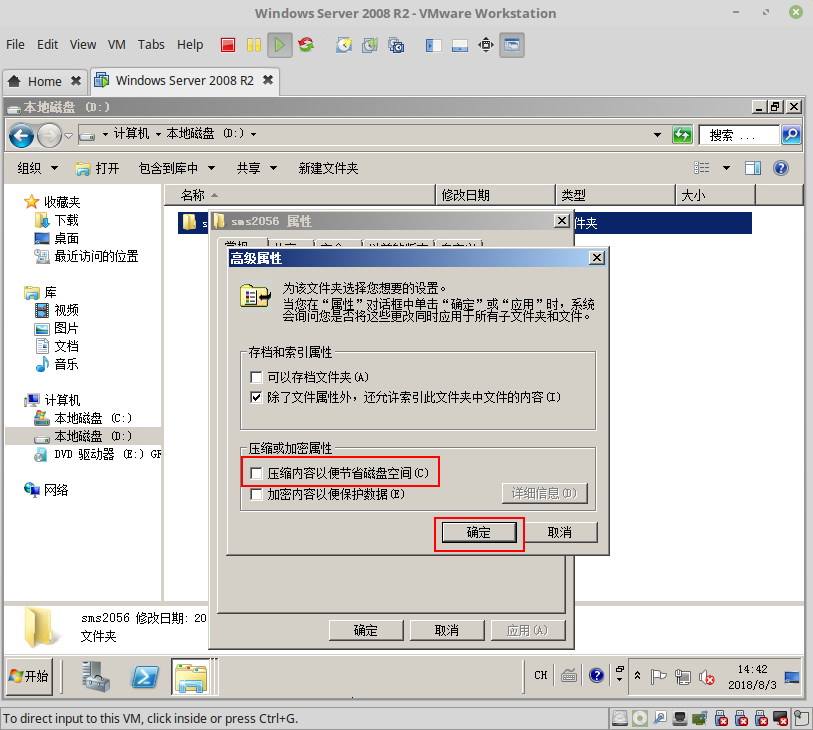 Windows Server 2008 R2 - VMware Workstation
File Edit View VM Tabs Help
Home Windows Server 2008 R2
本地磁盘 (D:)
计算机 本地磁盘 (D:) 搜索 ...
组织 打开 包含到库中 共享 新建文件夹
名称 修改日期 类型 大小
收藏夹
下载
桌面
最近访问的位置
库
视频
图片
文档
音乐
计算机
本地磁盘 (C:)
本地磁盘 (D:)
DVD 驱动器 (E:) GR
网络
件夹
sms2056 属性
高级属性
为该文件夹选择您想要的设置。
当您在“属性”对话框中单击“确定”或“应用”时,系统
会询问您是否将这些更改同时应用于所有子文件夹和文件。
存档和索引属性
可以存档文件夹(A)
除了文件属性外,还允许索引此文件夹中文件的内容(I)
压缩或加密属性
压缩内容以便节省磁盘空间(C)
加密内容以便保护数据(E)
详细信息(D)
确定 取消
确定 取消 应用(A)
sms2056 修改日期: 20
文件夹
开始
CH
14:42
2018/8/3
To direct input to this VM, click inside or press Ctrl+G.